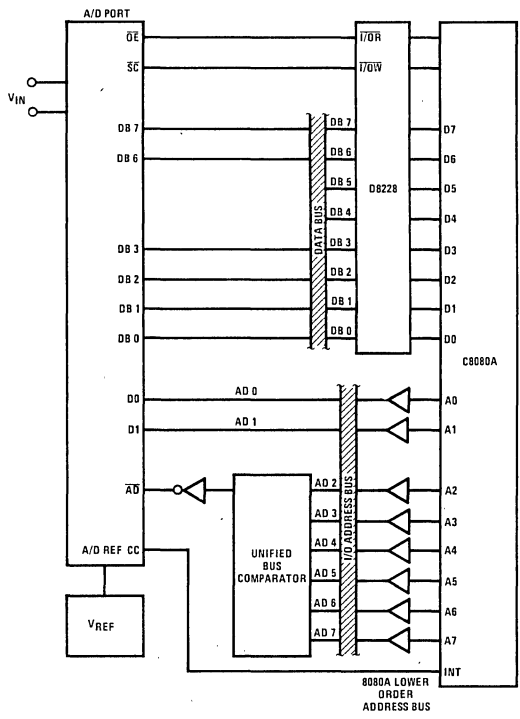 A/D PORT
OE
I/OR
SC
I/OW
VIN
DB 7
DB 7
D7
DB 6
DB 6
D6
DB 5
D8228
D5
DB 4
D4
DATA BUS
DB 3
DB 3
D3
DB 2
DB 2
D2
DB 1
DB 1
D1
DB 0
DB 0
D0
C8080A
D0
AD 0
A0
D1
AD 1
A1
AD
AD 2
A2
AD 3
A3
I/O ADDRESS BUS
A/D REF CC
UNIFIED
BUS
COMPARATOR
AD 4
A4
AD 5
A5
AD 6
A6
AD 7
A7
VREF
INT
8080A LOWER
ORDER
ADDRESS BUS